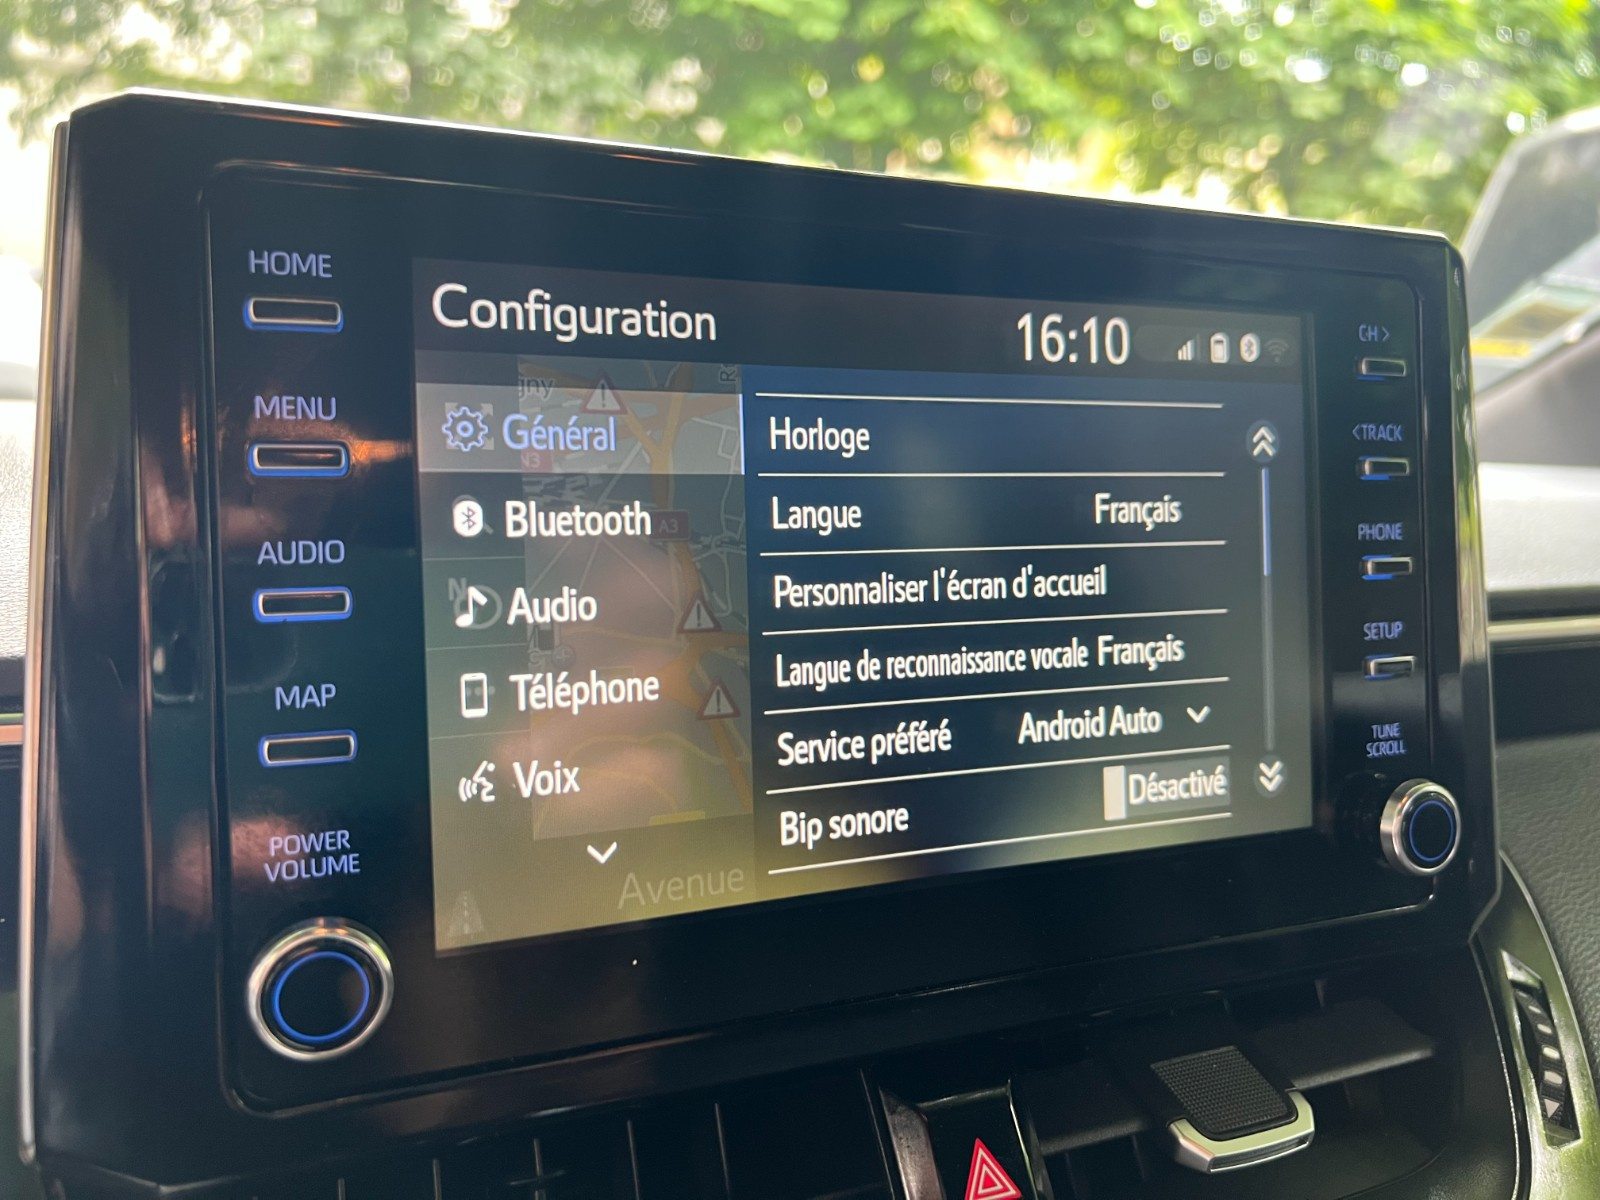 HOME
MENU
AUDIO
MAP
POWER
VOLUME
Configuration
16:10
Général
Bluetooth
Audio
Téléphone
Voix
A3
N3
N
Avenue
Horloge
Langue Français
Personnaliser l'écran d'accueil
Langue de reconnaissance vocale Français
Service préféré Android Auto
Bip sonore Désactivé
CH >
< TRACK
PHONE
SETUP
TUNE
SCROLL